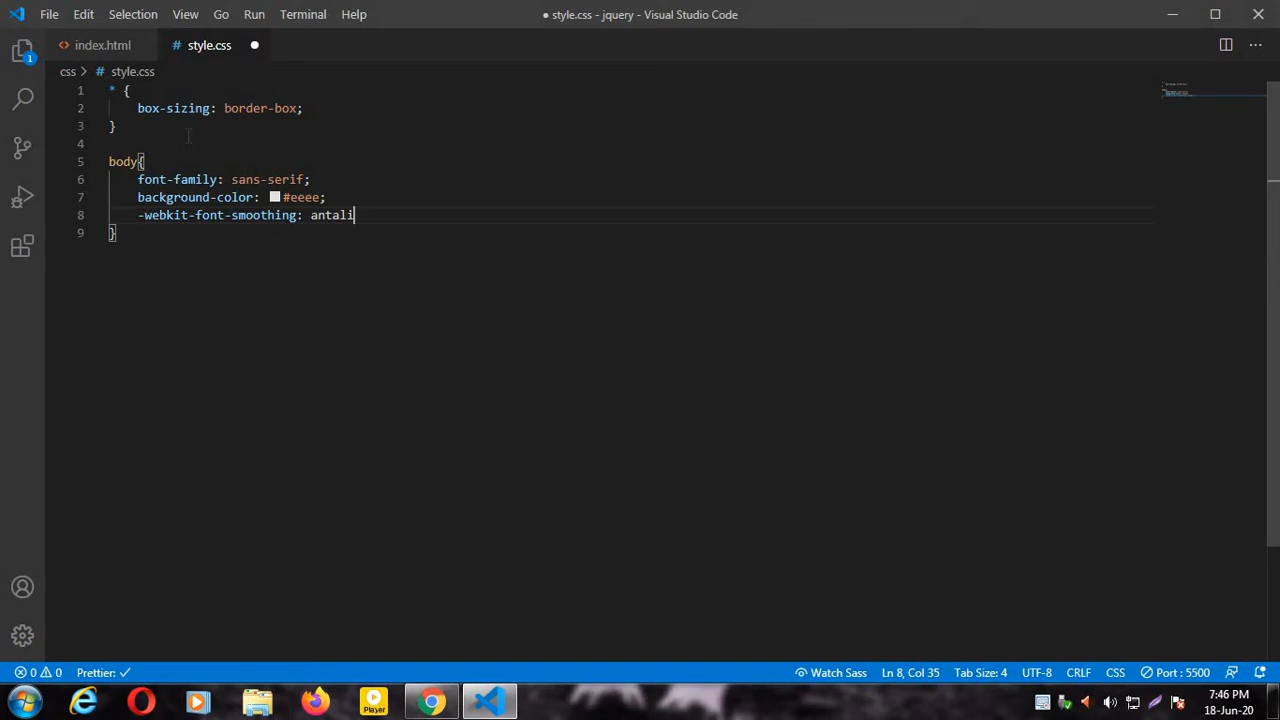 File Edit Selection View Go Run Terminal Help
● style.css - jquery - Visual Studio Code
index.html
# style.css
css > # style.css
1 * {
2 box-sizing: border-box;
3 }
4
5 body{
6 font-family: sans-serif;
7 background-color: #eeee;
8 -webkit-font-smoothing: antali
9 }
1
0 0 Prettier: ✓
Watch Sass Ln 8, Col 35 Tab Size: 4 UTF-8 CRLF CSS Port : 5500
Player
7:46 PM
18-Jun-20